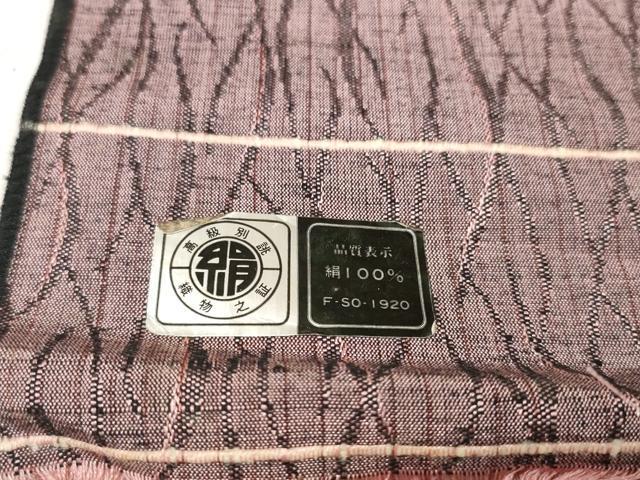 高級別誂
絹
織物之証
品質表示
絹100%
F-SO-1920